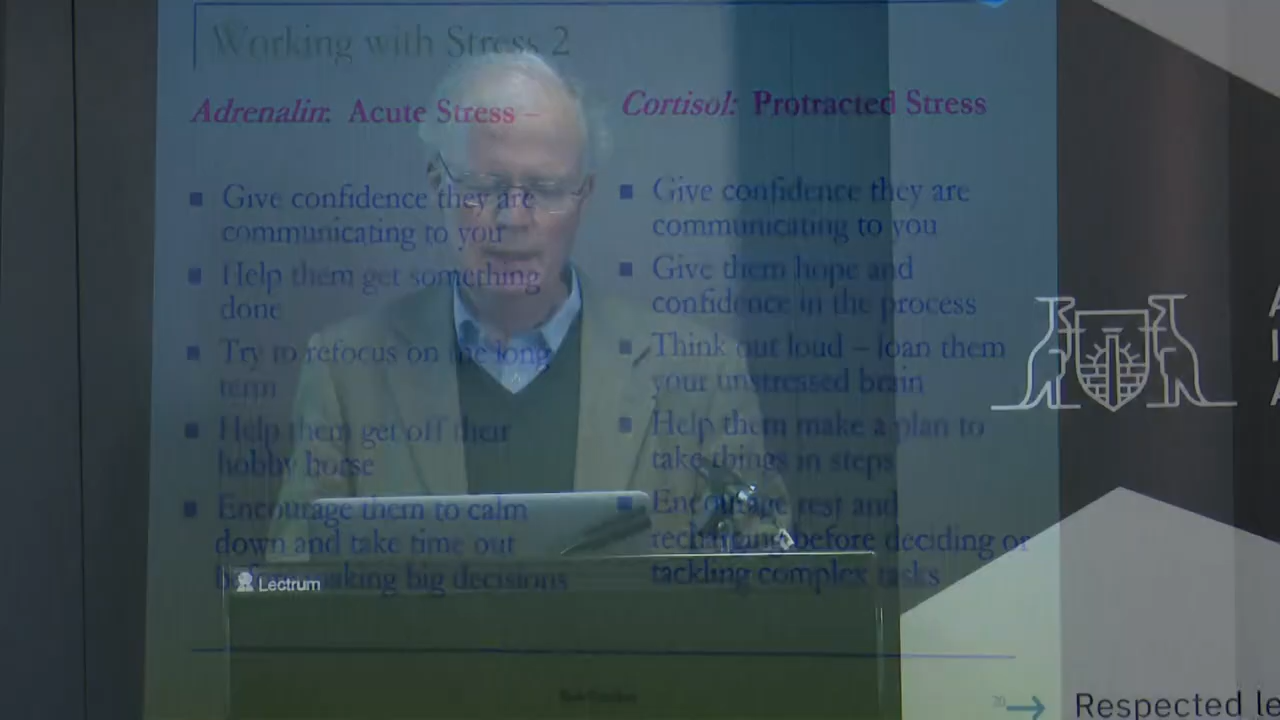 Working with Stress 2
Adrenalin: Acute Stress –
Give confidence they are
communicating to you
Help them get something
done
Try to refocus on the long
term
Help them get off their
hobby horse
Encourage them to calm
down and take time out
before making big decisions
Cortisol: Protracted Stress
Give confidence they are
communicating to you
Give them hope and
confidence in the process
Think out loud – loan them
your unstressed brain
Help them make a plan to
take things in steps
Encourage rest and
recharging before deciding or
tackling complex tasks
Lectrum
20
Respected le